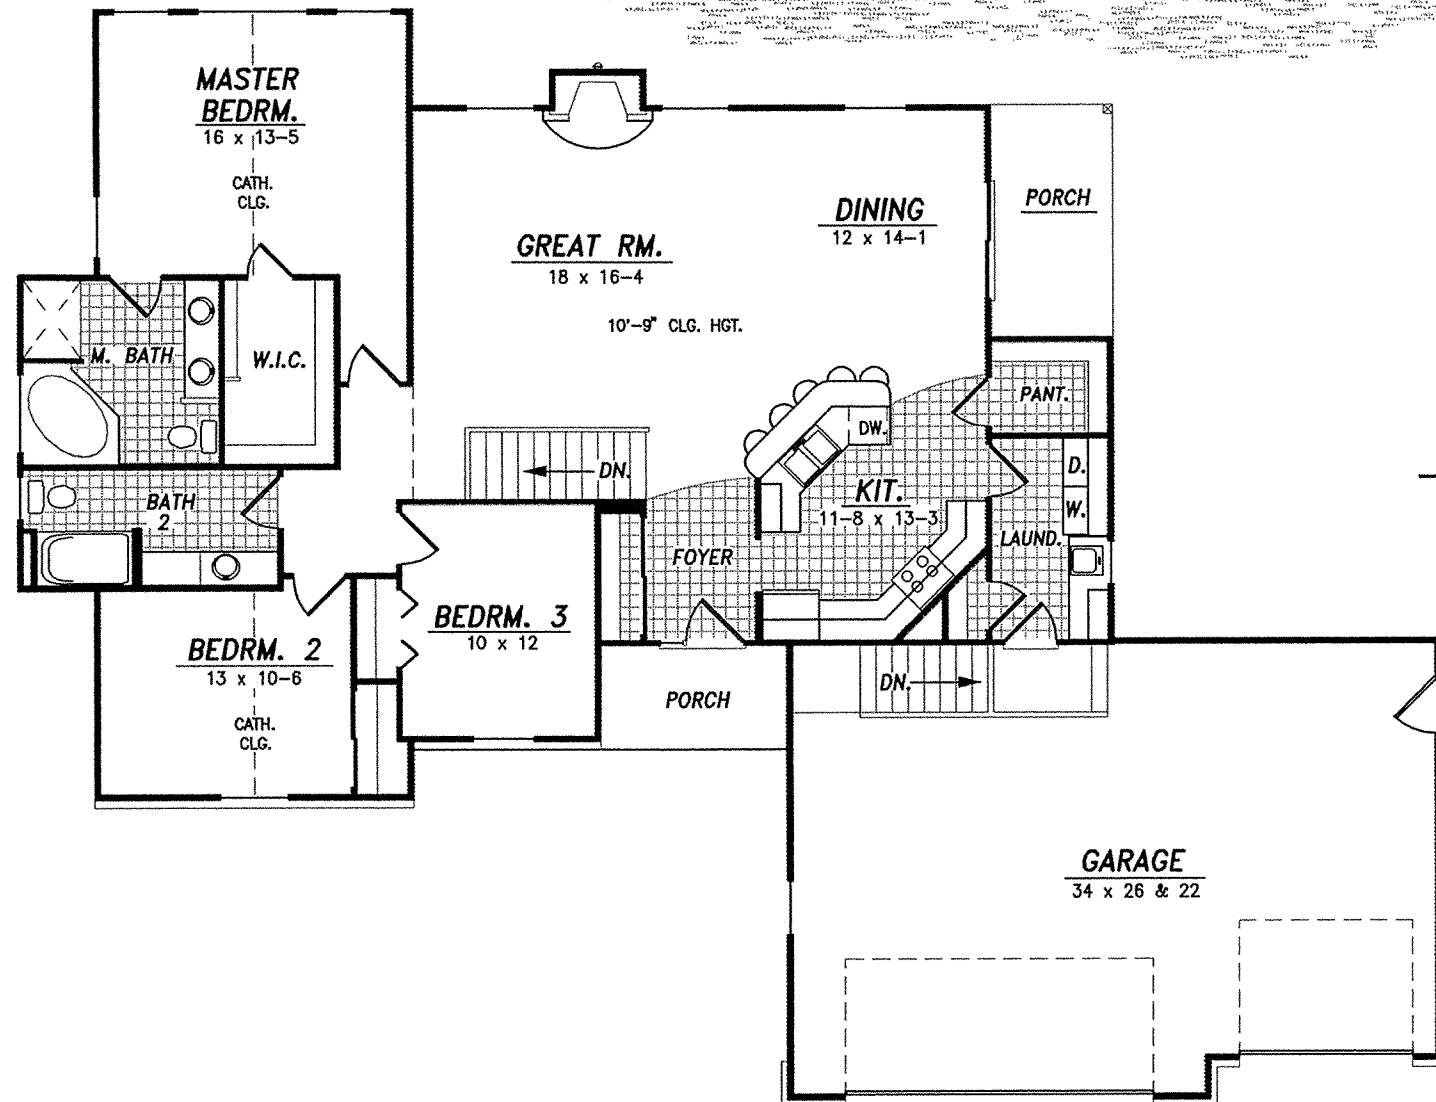 MASTER
BEDRM.
16 x 13-5
CATH.
CLG.
GREAT RM.
18 x 16-4
10'-9" CLG. HGT.
DINING
12 x 14-1
PORCH
M. BATH
W.I.C.
PANT.
DW.
DN.
D.
W.
KIT.
11-8 x 13-3
LAUND.
BATH
2
FOYER
BEDRM. 3
10 x 12
BEDRM. 2
13 x 10-6
CATH.
CLG.
PORCH
DN.
GARAGE
34 x 26 & 22